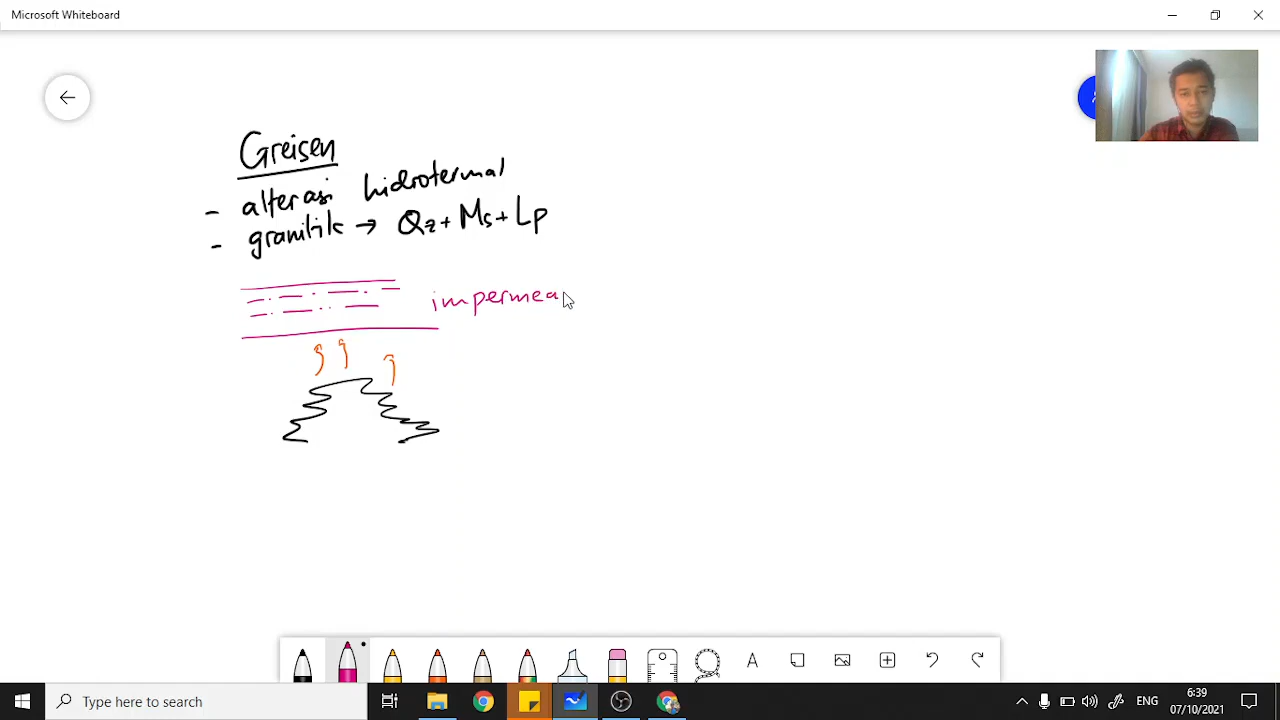 Microsoft Whiteboard
Greisen
- alterasi hidrotermal
- granitik → Qz + Ms + Lp
impermea
A
Type here to search
ENG
6:39
07/10/2021